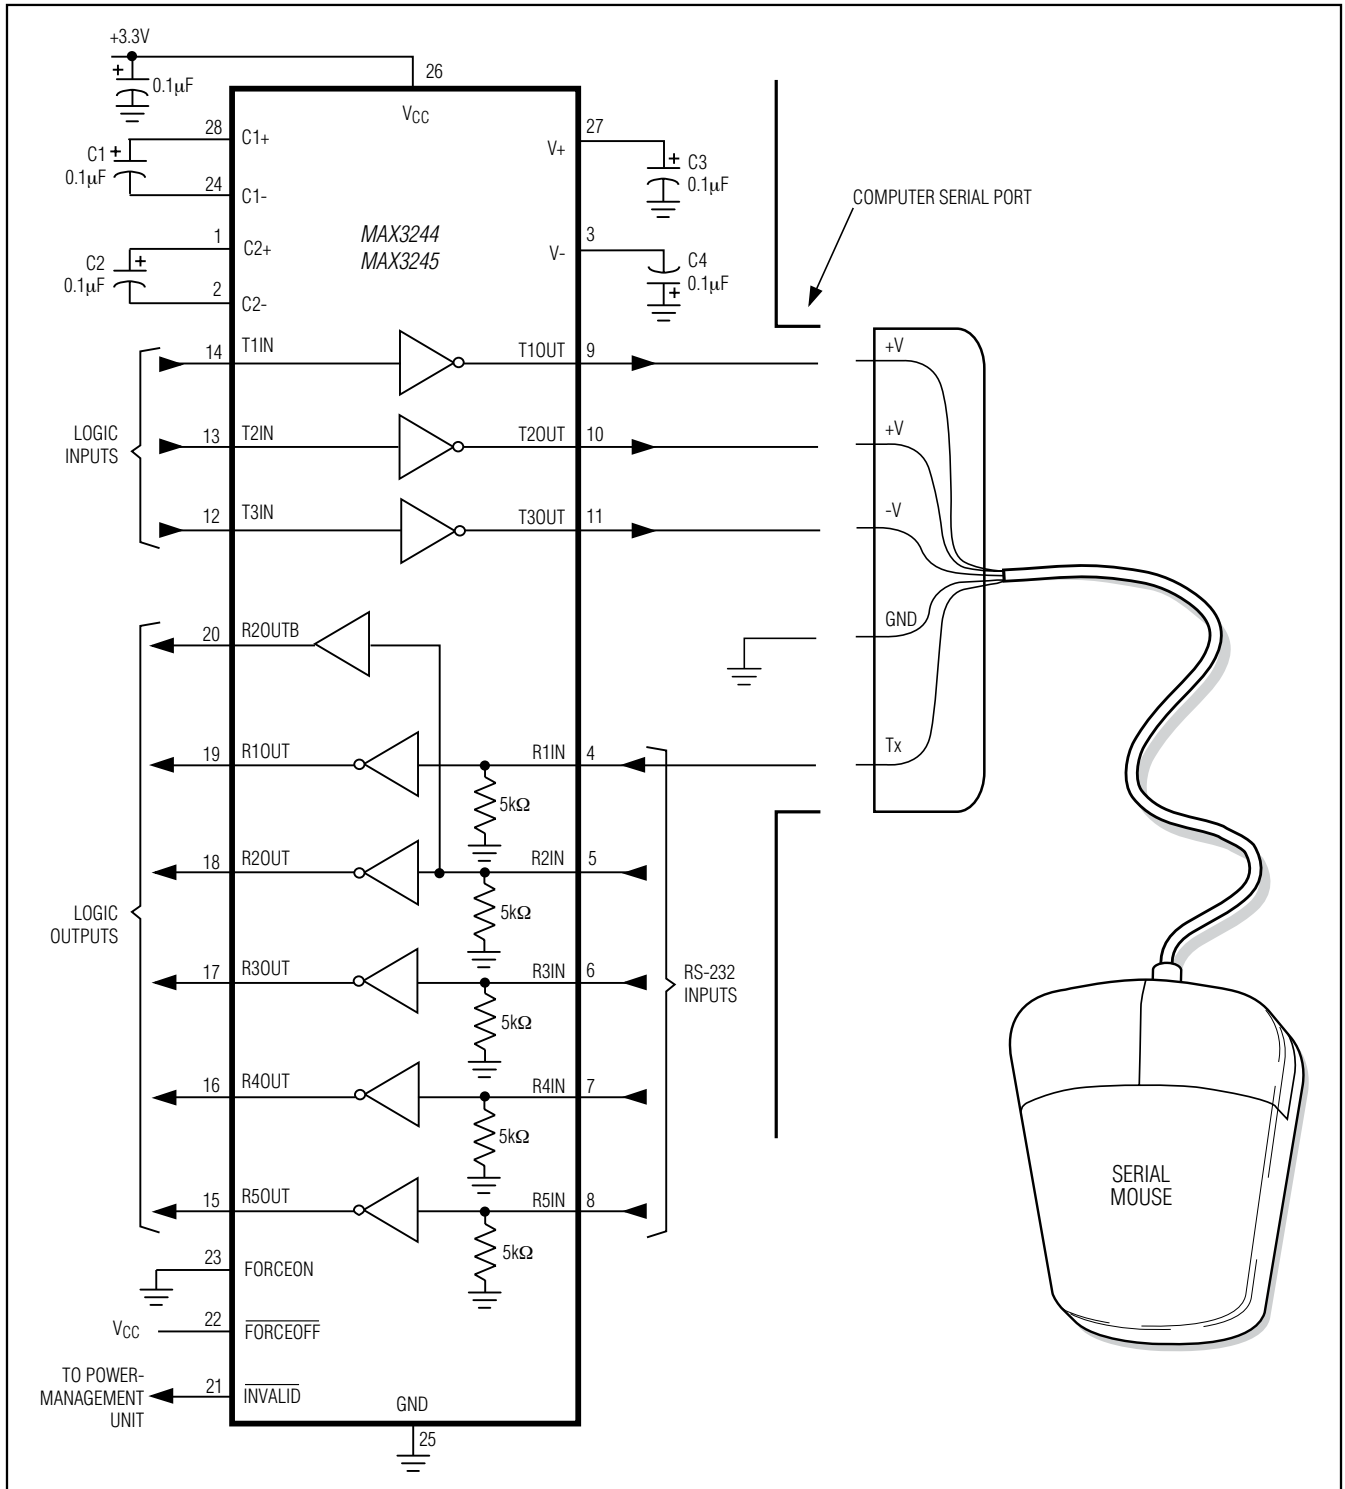 +3.3V
0.1µF
26
VCC
28
C1+
C1 +
0.1µF
24
C1-
1
C2+
C2
+
0.1µF
2
C2-
MAX3244
MAX3245
27
V+
+ C3
0.1µF
3
V-
C4
0.1µF
+
+
COMPUTER SERIAL PORT
14
T1IN
T1OUT
9
+V
LOGIC
INPUTS
13
T2IN
T2OUT
10
+V
12
T3IN
T3OUT
11
-V
20
R2OUTB
GND
19
R1OUT
R1IN
4
Tx
5kΩ
18
R2OUT
R2IN
5
5kΩ
LOGIC
OUTPUTS
17
R3OUT
R3IN
6
5kΩ
RS-232
INPUTS
16
R4OUT
R4IN
7
5kΩ
15
R5OUT
R5IN
8
5kΩ
23
FORCEON
VCC
22
FORCEOFF
TO POWER-
MANAGEMENT
UNIT
21
INVALID
GND
25
SERIAL
MOUSE